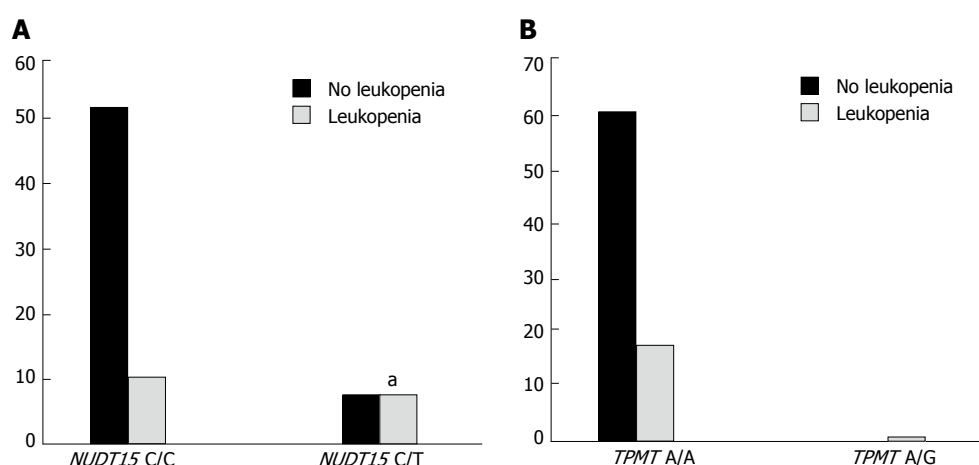 A
60
50
40
30
20
10
0
No leukopenia
Leukopenia
a
NUDT15 C/C
NUDT15 C/T
B
70
60
50
40
30
20
10
0
No leukopenia
Leukopenia
TPMT A/A
TPMT A/G